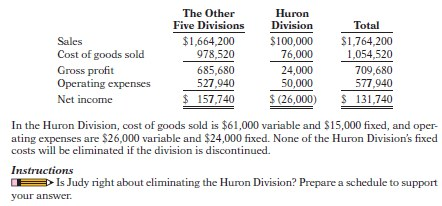 The Other Huron
Five Divisions Division Total
Sales $1,664,200 $100,000 $1,764,200
Cost of goods sold 978,520 76,000 1,054,520
Gross profit 685,680 24,000 709,680
Operating expenses 527,940 50,000 577,940
Net income $ 157,740 $ (26,000) $ 131,740
In the Huron Division, cost of goods sold is $61,000 variable and $15,000 fixed, and oper-
ating expenses are $26,000 variable and $24,000 fixed. None of the Huron Division's fixed
costs will be eliminated if the division is discontinued.
Instructions
Is Judy right about eliminating the Huron Division? Prepare a schedule to support
your answer.